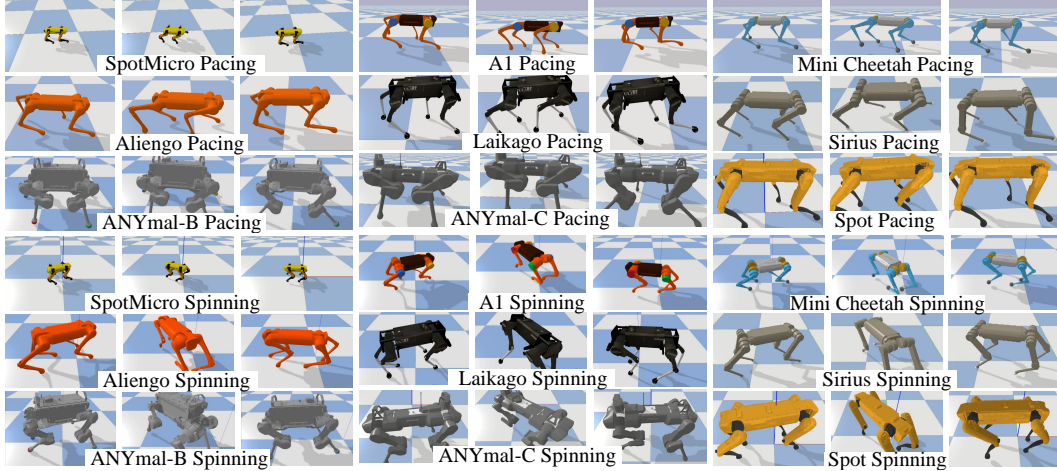 SpotMicro Pacing
A1 Pacing
Mini Cheetah Pacing
Aliengo Pacing
Laikago Pacing
Sirius Pacing
ANYmal-B Pacing
ANYmal-C Pacing
Spot Pacing
SpotMicro Spinning
A1 Spinning
Mini Cheetah Spinning
Aliengo Spinning
Laikago Spinning
Sirius Spinning
ANYmal-B Spinning
ANYmal-C Spinning
Spot Spinning